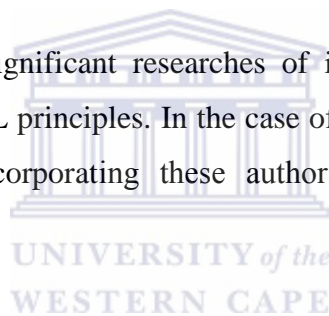 gnificant researches of i
L principles. In the case of
corporating these author
UNIVERSITY of the
WESTERN CAPE